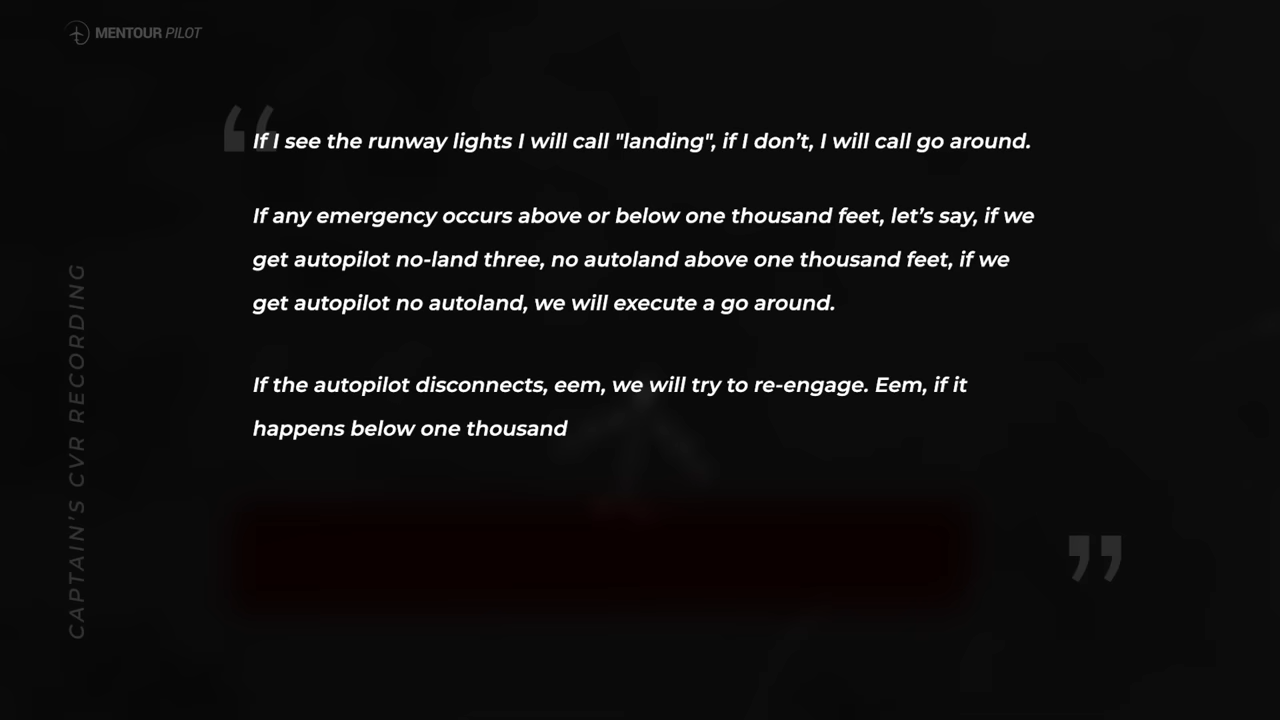 MENTOUR PILOT
“
If I see the runway lights I will call "landing", if I don’t, I will call go around.
If any emergency occurs above or below one thousand feet, let’s say, if we
get autopilot no-land three, no autoland above one thousand feet, if we
get autopilot no autoland, we will execute a go around.
If the autopilot disconnects, eem, we will try to re-engage. Eem, if it
happens below one thousand
”
CAPTAIN'S CVR RECORDING